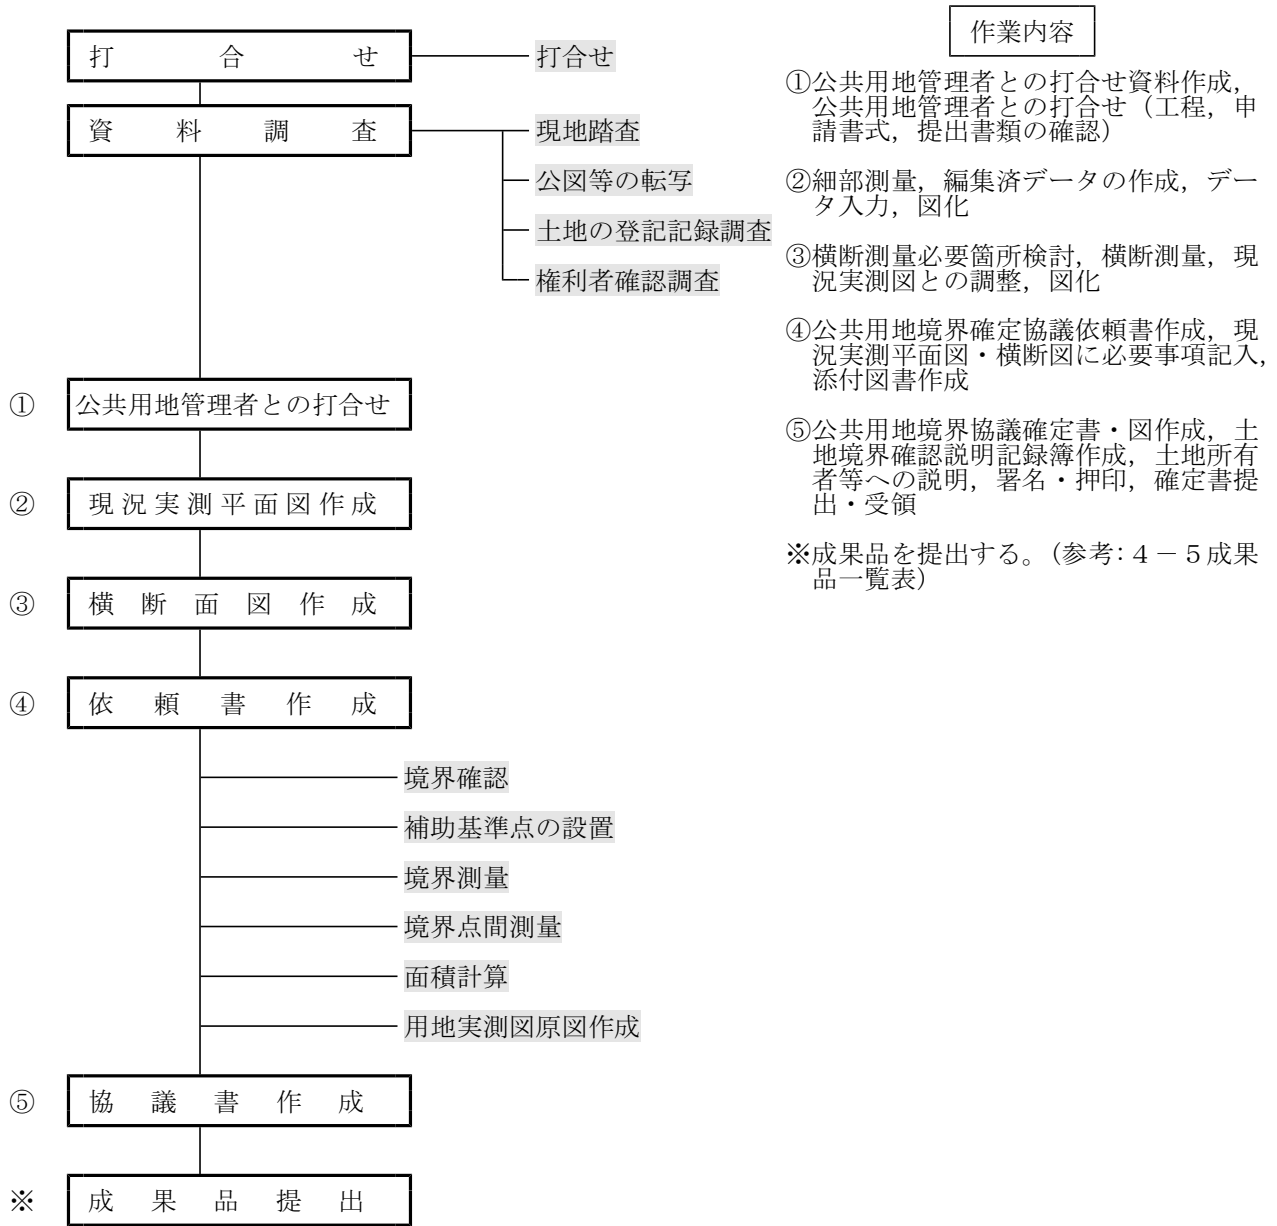 打合せ
打合せ
資料調査
現地踏査
公図等の転写
土地の登記記録調査
権利者確認調査
① 公共用地管理者との打合せ
② 現況実測平面図作成
③ 横断面図作成
④ 依頼書作成
境界確認
補助基準点の設置
境界測量
境界点間測量
面積計算
用地実測図原図作成
⑤ 協議書作成
※ 成果品提出
作業内容
①公共用地管理者との打合せ資料作成,
公共用地管理者との打合せ（工程，申
請書式，提出書類の確認）
②細部測量，編集済データの作成，デー
タ入力，図化
③横断測量必要箇所検討，横断測量，現
況実測図との調整，図化
④公共用地境界確定協議依頼書作成，現
況実測平面図・横断図に必要事項記入,
添付図書作成
⑤公共用地境界協議確定書・図作成，土
地境界確認説明記録簿作成，土地所有
者等への説明，署名・押印，確定書提
出・受領
※成果品を提出する。（参考：４－５成果
品一覧表）